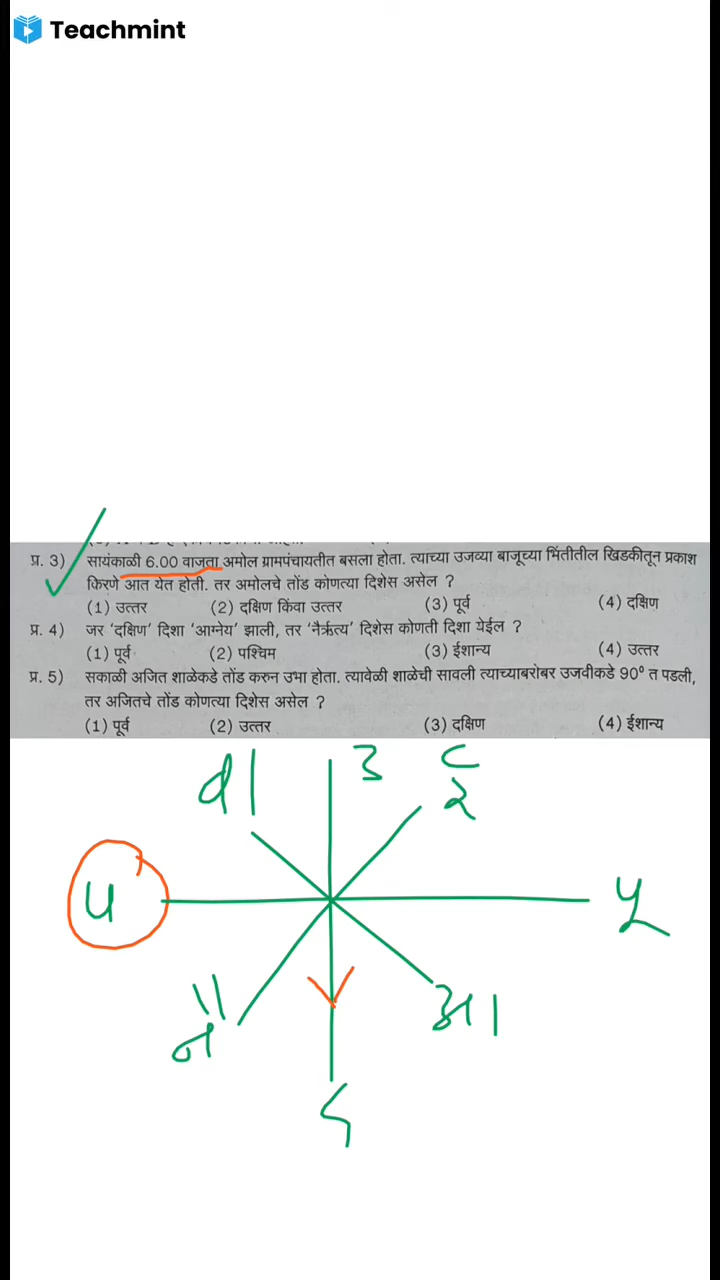 Teachmint
प्र. 3) सायंकाळी 6.00 वाजता अमोल ग्रामपंचायतीत बसला होता. त्याच्या उजव्या बाजूच्या भिंतीतील खिडकीतून प्रकाश
किरणे आत येत होती. तर अमोलचे तोंड कोणत्या दिशेस असेल ?
(1) उत्तर (2) दक्षिण किंवा उत्तर (3) पूर्व (4) दक्षिण
प्र. 4) जर 'दक्षिण' दिशा 'आग्नेय' झाली, तर 'नैर्ऋत्य' दिशेस कोणती दिशा येईल ?
(1) पूर्व (2) पश्चिम (3) ईशान्य (4) उत्तर
प्र. 5) सकाळी अजित शाळेकडे तोंड करुन उभा होता. त्यावेळी शाळेची सावली त्याच्याबरोबर उजवीकडे 90° त पडली,
तर अजितचे तोंड कोणत्या दिशेस असेल ?
(1) पूर्व (2) उत्तर (3) दक्षिण (4) ईशान्य
वा उ ई
प पू
नै आ
द